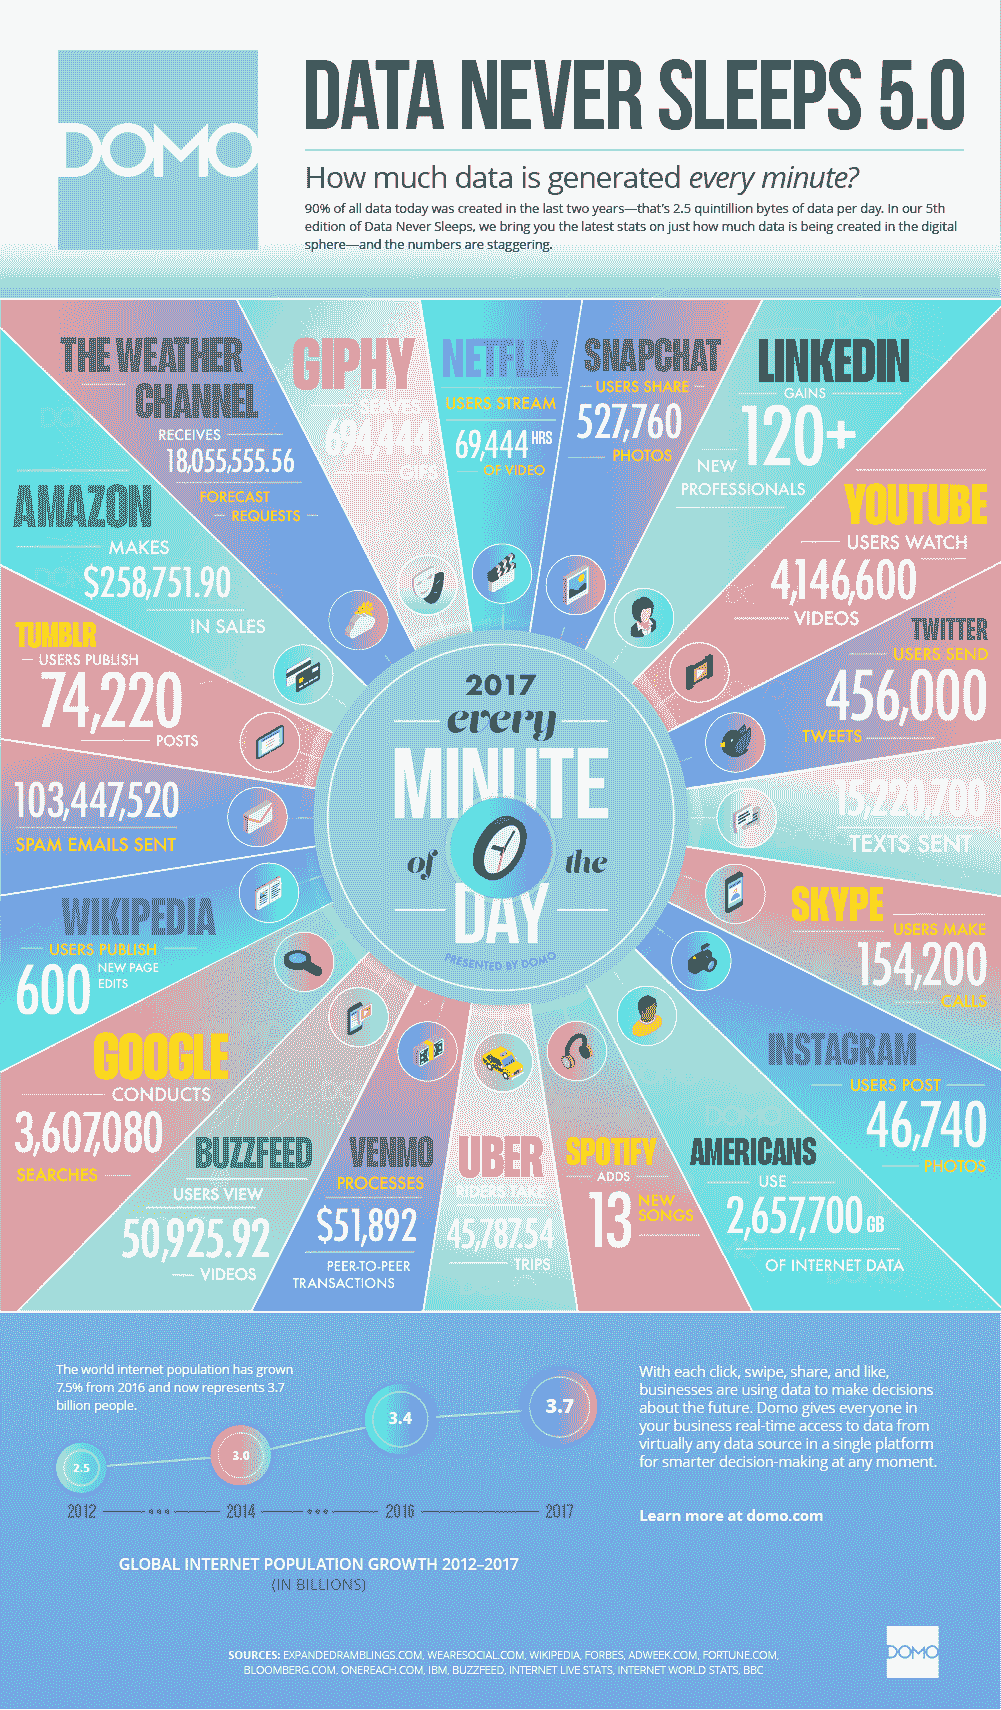 DOMO
DATA NEVER SLEEPS 5.0
How much data is generated every minute?
90% of all data today was created in the last two years—that's 2.5 quintillion bytes of data per day. In our 5th
edition of Data Never Sleeps, we bring you the latest stats on just how much data is being created in the digital
sphere—and the numbers are staggering.
THE WEATHER
CHANNEL
RECEIVES
18,055,555.56
FORECAST
REQUESTS
GIPHY
SERVES
694,444
GIFS
NETFLIX
USERS STREAM
69,444 HRS
OF VIDEO
SNAPCHAT
USERS SHARE
527,760
PHOTOS
LINKEDIN
GAINS
120+
NEW
PROFESSIONALS
YOUTUBE
USERS WATCH
4,146,600
VIDEOS
TWITTER
USERS SEND
456,000
TWEETS
15,220,700
TEXTS SENT
SKYPE
USERS MAKE
154,200
CALLS
INSTAGRAM
USERS POST
46,740
PHOTOS
AMERICANS
USE
2,657,700 GB
OF INTERNET DATA
SPOTIFY
ADDS
13 NEW
SONGS
UBER
RIDERS TAKE
45,787.54
TRIPS
VENMO
PROCESSES
$51,892
PEER-TO-PEER
TRANSACTIONS
BUZZFEED
USERS VIEW
50,925.92
VIDEOS
GOOGLE
CONDUCTS
3,607,080
SEARCHES
WIKIPEDIA
USERS PUBLISH
600 NEW PAGE
EDITS
103,447,520
SPAM EMAILS SENT
TUMBLR
USERS PUBLISH
74,220
POSTS
AMAZON
MAKES
$258,751.90
IN SALES
2017
every
MINUTE
of the
DAY
PRESENTED BY DOMO
The world internet population has grown
7.5% from 2016 and now represents 3.7
billion people.
2.5
3.0
3.4
3.7
2012
2014
2016
2017
GLOBAL INTERNET POPULATION GROWTH 2012–2017
(IN BILLIONS)
With each click, swipe, share, and like,
businesses are using data to make decisions
about the future. Domo gives everyone in
your business real-time access to data from
virtually any data source in a single platform
for smarter decision-making at any moment.
Learn more at domo.com
SOURCES: EXPANDEDRAMBLINGS.COM, WEARESOCIAL.COM, WIKIPEDIA, FORBES, ADWEEK.COM, FORTUNE.COM,
BLOOMBERG.COM, ONEREACH.COM, IBM, BUZZFEED, INTERNET LIVE STATS, INTERNET WORLD STATS, BBC
DOMO